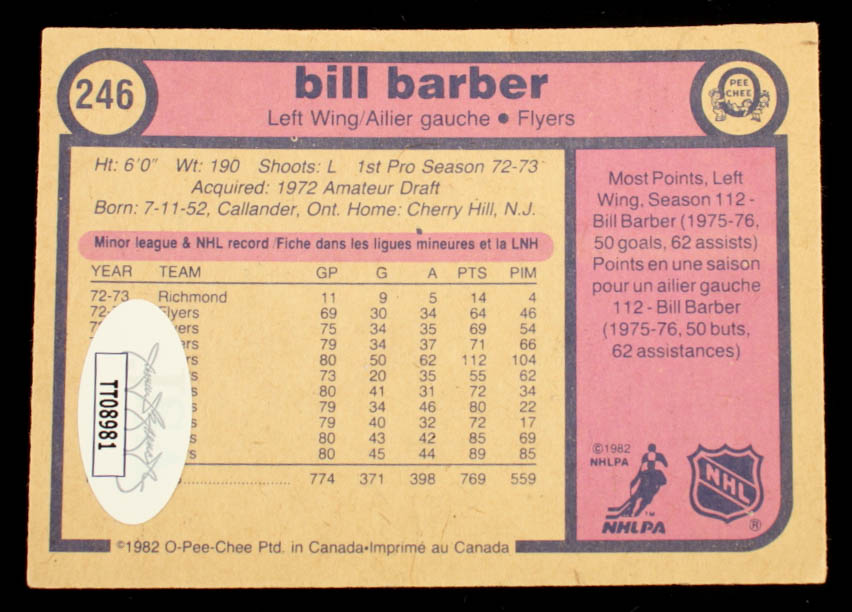 246
bill barber
Left Wing/Ailier gauche • Flyers
PEE
CHEE
Ht: 6'0" Wt: 190 Shoots: L 1st Pro Season 72-73
Acquired: 1972 Amateur Draft
Born: 7-11-52, Callander, Ont. Home: Cherry Hill, N.J.
Minor league & NHL record/Fiche dans les ligues mineures et la LNH
YEAR TEAM GP G A PTS PIM
72-73 Richmond 11 9 5 14 4
72- Flyers 69 30 34 64 46
7 yers 75 34 35 69 54
ers 79 34 37 71 66
rs 80 50 62 112 104
s 73 20 35 55 62
80 41 31 72 34
s 79 34 46 80 22
s 79 40 32 72 17
s 80 43 42 85 69
s 80 45 44 89 85
774 371 398 769 559
TT08981
Most Points, Left
Wing, Season 112 -
Bill Barber (1975-76,
50 goals, 62 assists)
Points en une saison
pour un ailier gauche
112 - Bill Barber
(1975-76, 50 buts,
62 assistances)
©1982
NHLPA
NHLPA
TM
NHL
®
©1982 O-Pee-Chee Ptd. in Canada•Imprimé au Canada